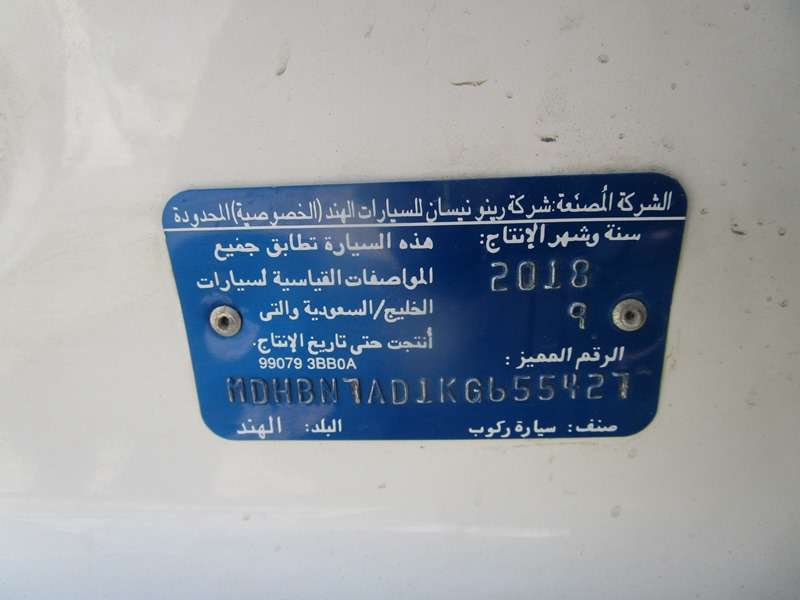 الشركة المُصنّعة: شركة رينو نيسان للسيارات الهند (الخصوصية) المحدودة
سنة وشهر الإنتاج:
2018
9
هذه السيارة تطابق جميع
المواصفات القياسية لسيارات
الخليج/السعودية والتى
أنتجت حتى تاريخ الإنتاج.
99079 3BB0A
الرقم المميز:
MDHBN7AD1KG655427
صنف: سيارة ركوب
البلد: الهند